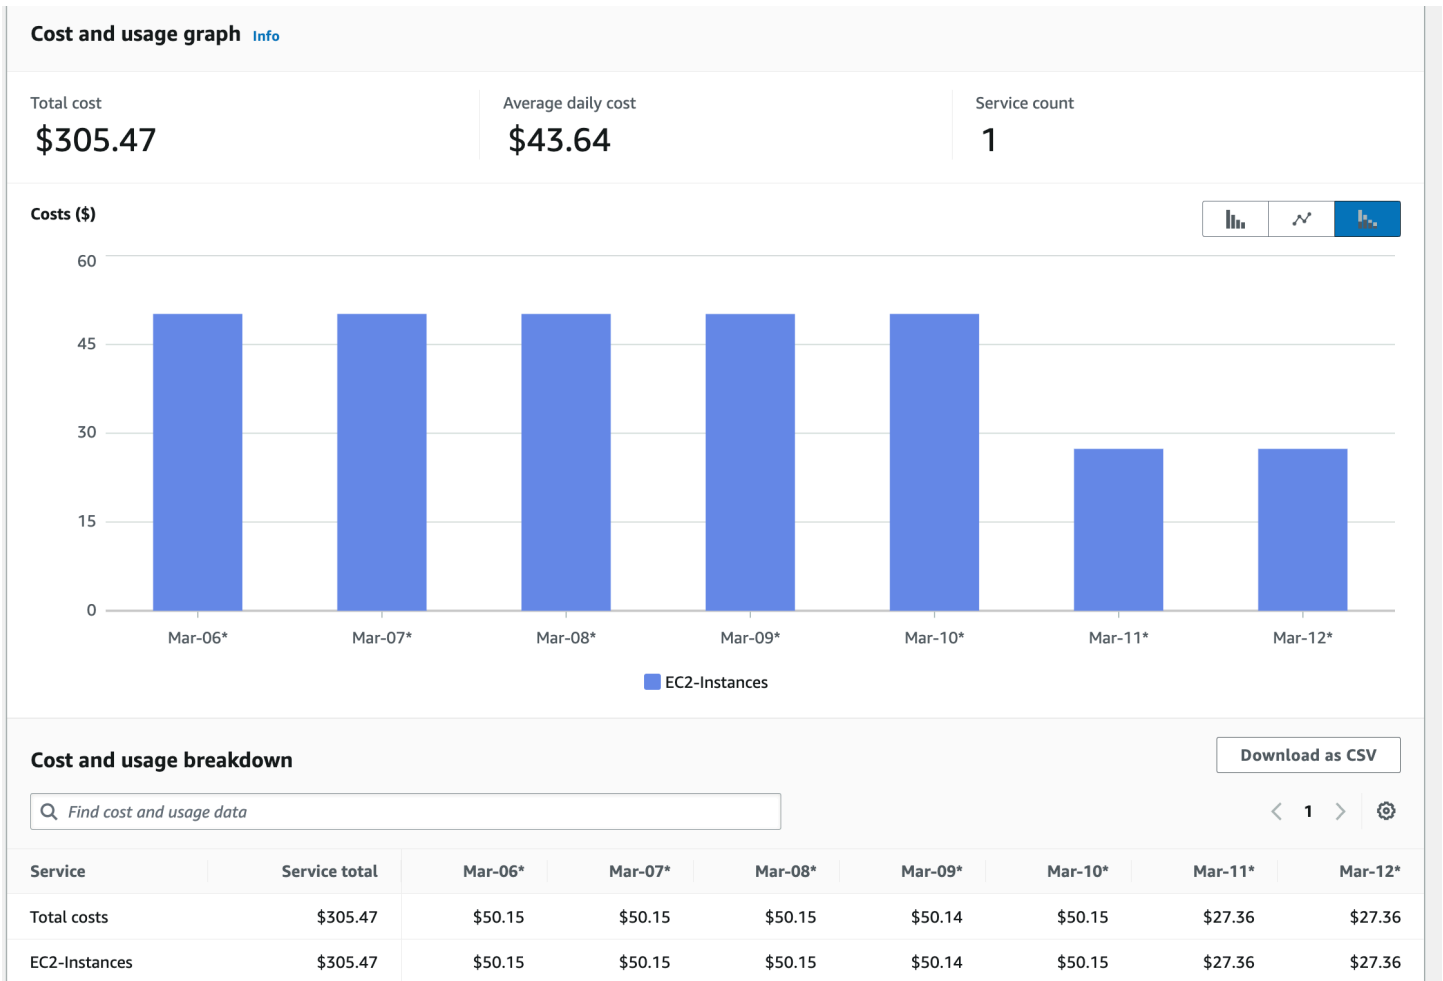 Cost and usage graph Info
Total cost Average daily cost Service count
$305.47 $43.64 1
Costs ($)
60
45
30
15
0
Mar-06* Mar-07* Mar-08* Mar-09* Mar-10* Mar-11* Mar-12*
EC2-Instances
Cost and usage breakdown Download as CSV
Find cost and usage data 1
Service Service total Mar-06* Mar-07* Mar-08* Mar-09* Mar-10* Mar-11* Mar-12*
Total costs $305.47 $50.15 $50.15 $50.15 $50.14 $50.15 $27.36 $27.36
EC2-Instances $305.47 $50.15 $50.15 $50.15 $50.14 $50.15 $27.36 $27.36